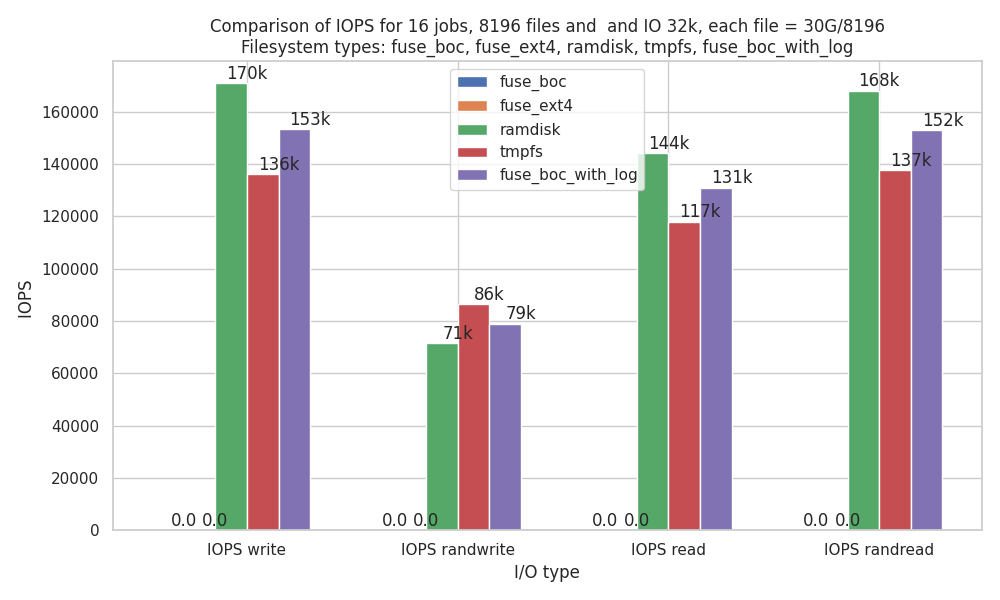 Comparison of IOPS for 16 jobs, 8196 files and  and IO 32k, each file = 30G/8196
Filesystem types: fuse_boc, fuse_ext4, ramdisk, tmpfs, fuse_boc_with_log
fuse_boc
fuse_ext4
ramdisk
tmpfs
fuse_boc_with_log
IOPS
160000
140000
120000
100000
80000
60000
40000
20000
0
0.0 0.0 170k 136k 153k
0.0 0.0 71k 86k 79k
0.0 0.0 144k 117k 131k
0.0 0.0 168k 137k 152k
IOPS write IOPS randwrite IOPS read IOPS randread
I/O type